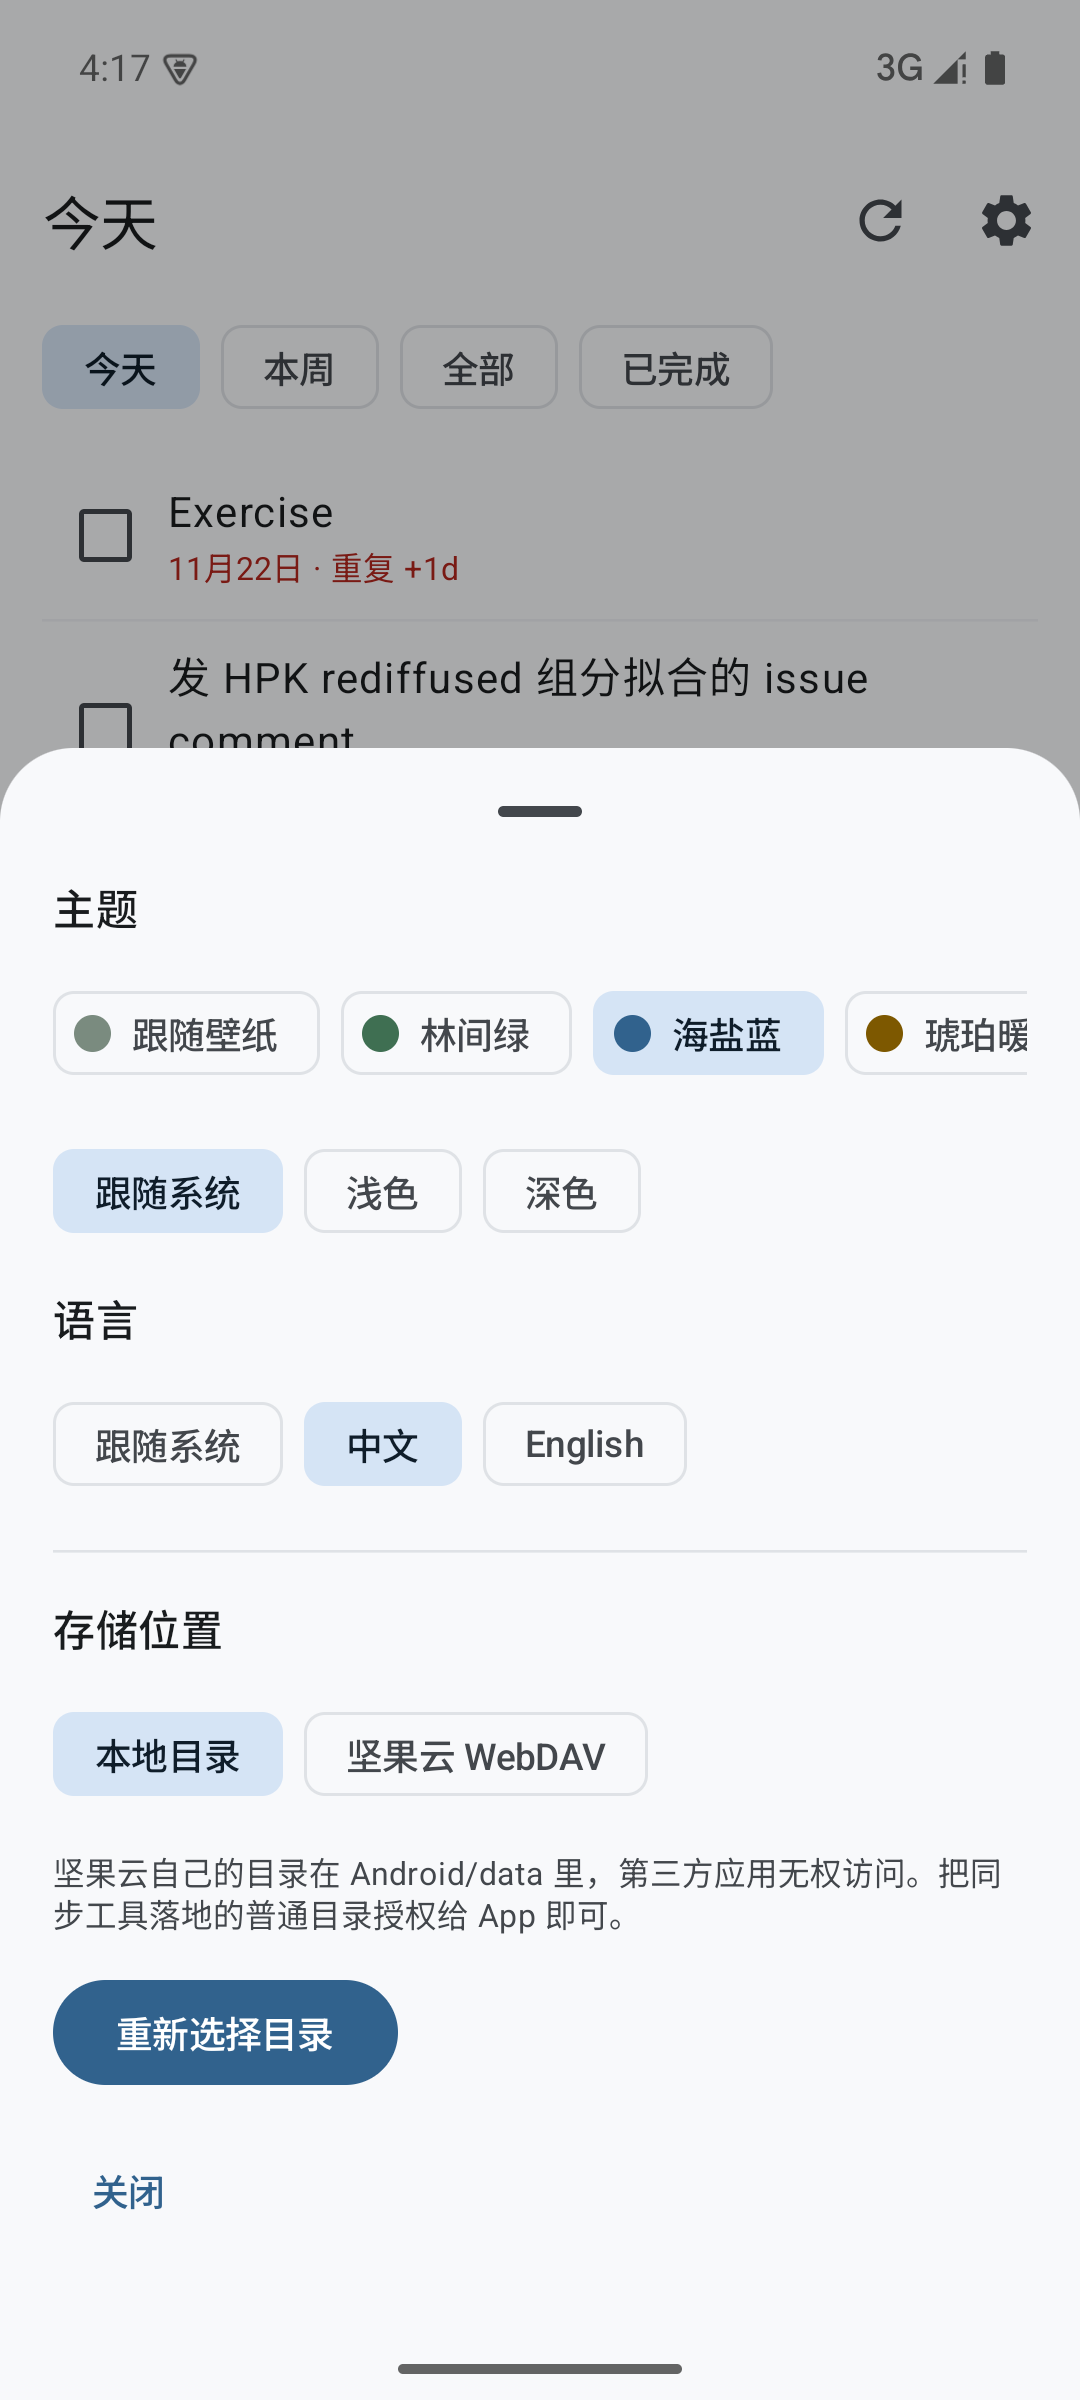 4:17
3G
今天
今天 本周 全部 已完成
Exercise
11月22日 · 重复 +1d
发 HPK rediffused 组分拟合的 issue
comment
主题
跟随壁纸 林间绿 海盐蓝 琥珀暖
跟随系统 浅色 深色
语言
跟随系统 中文 English
存储位置
本地目录 坚果云 WebDAV
坚果云自己的目录在 Android/data 里，第三方应用无权访问。把同
步工具落地的普通目录授权给 App 即可。
重新选择目录
关闭